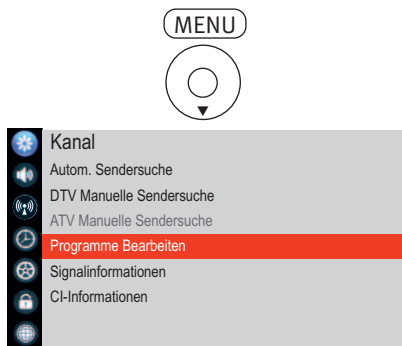 MENU
Kanal
Autom. Sendersuche
DTV Manuelle Sendersuche
ATV Manuelle Sendersuche
Programme Bearbeiten
Signalinformationen
CI-Informationen